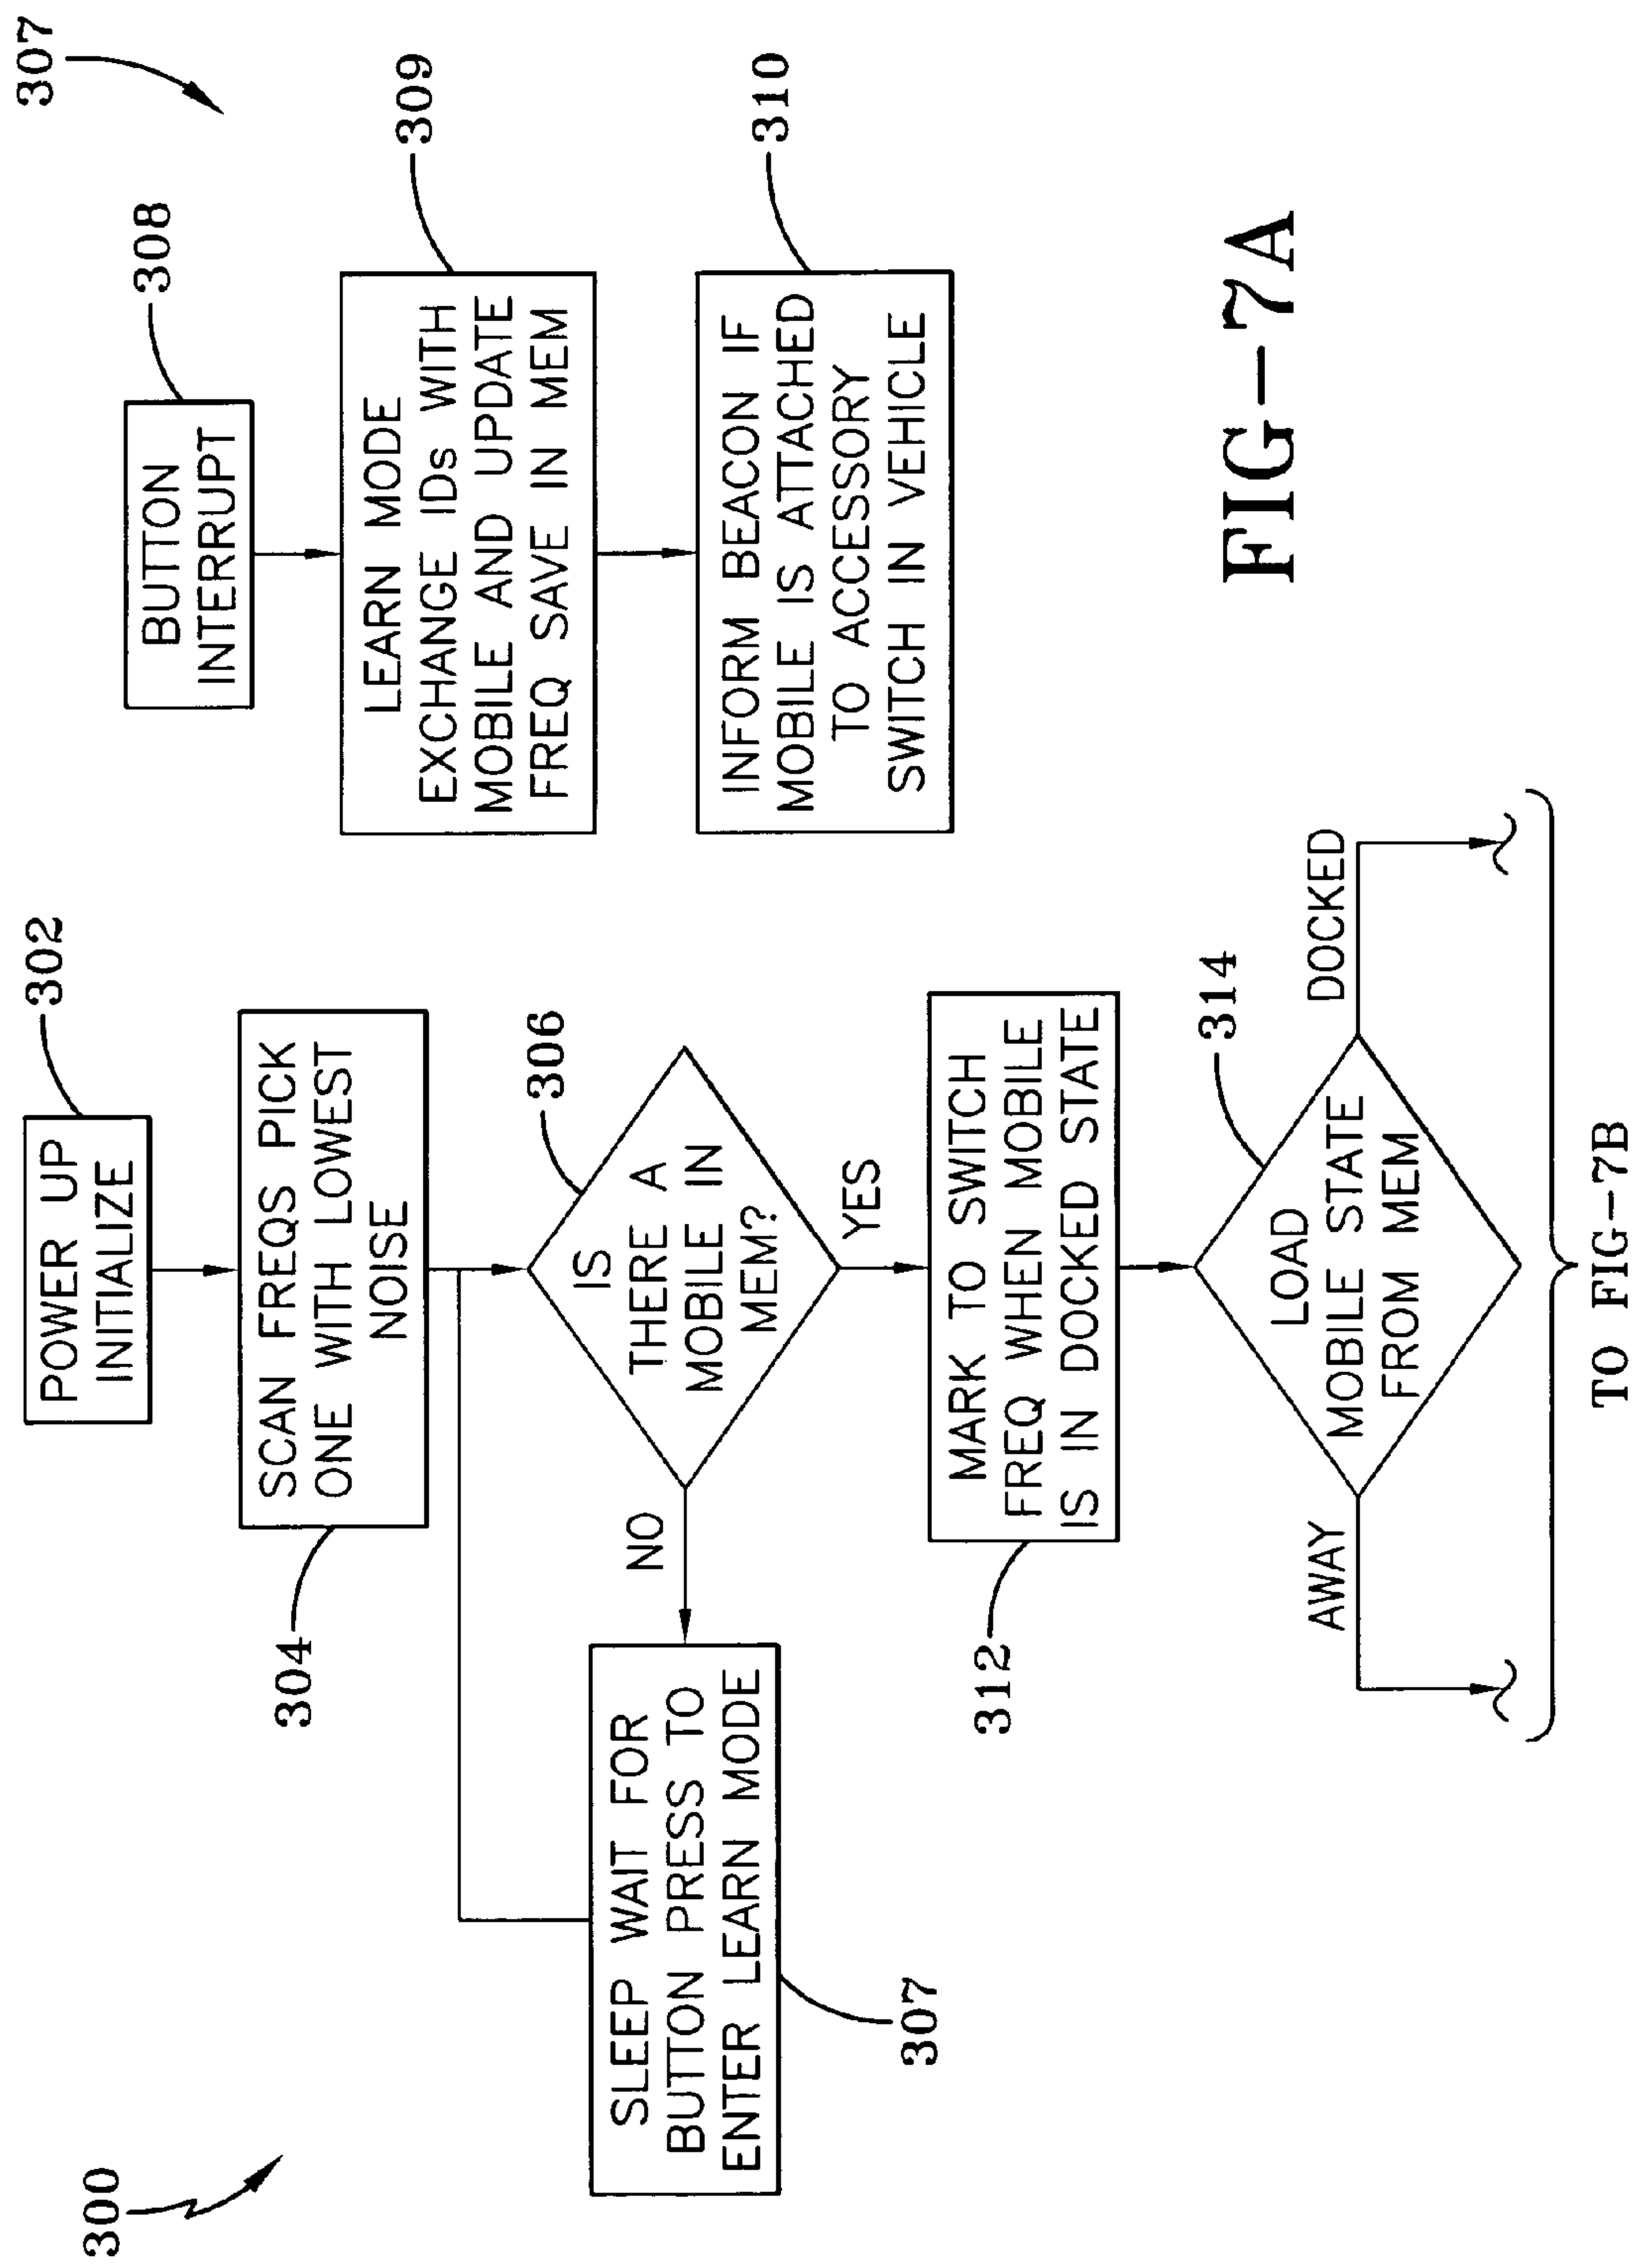 300
POWER UP
INITIALIZE
302
SCAN FREQS PICK
ONE WITH LOWEST
NOISE
304
IS
THERE A
MOBILE IN
MEM?
306
NO
YES
SLEEP WAIT FOR
BUTTON PRESS TO
ENTER LEARN MODE
307
MARK TO SWITCH
FREQ WHEN MOBILE
IS IN DOCKED STATE
312
LOAD
MOBILE STATE
FROM MEM
314
AWAY
DOCKED
TO FIG-7B
307
BUTTON
INTERRUPT
308
LEARN MODE
EXCHANGE IDs WITH
MOBILE AND UPDATE
FREQ SAVE IN MEM
309
INFORM BEACON IF
MOBILE IS ATTACHED
TO ACCESSORY
SWITCH IN VEHICLE
310
FIG-7A